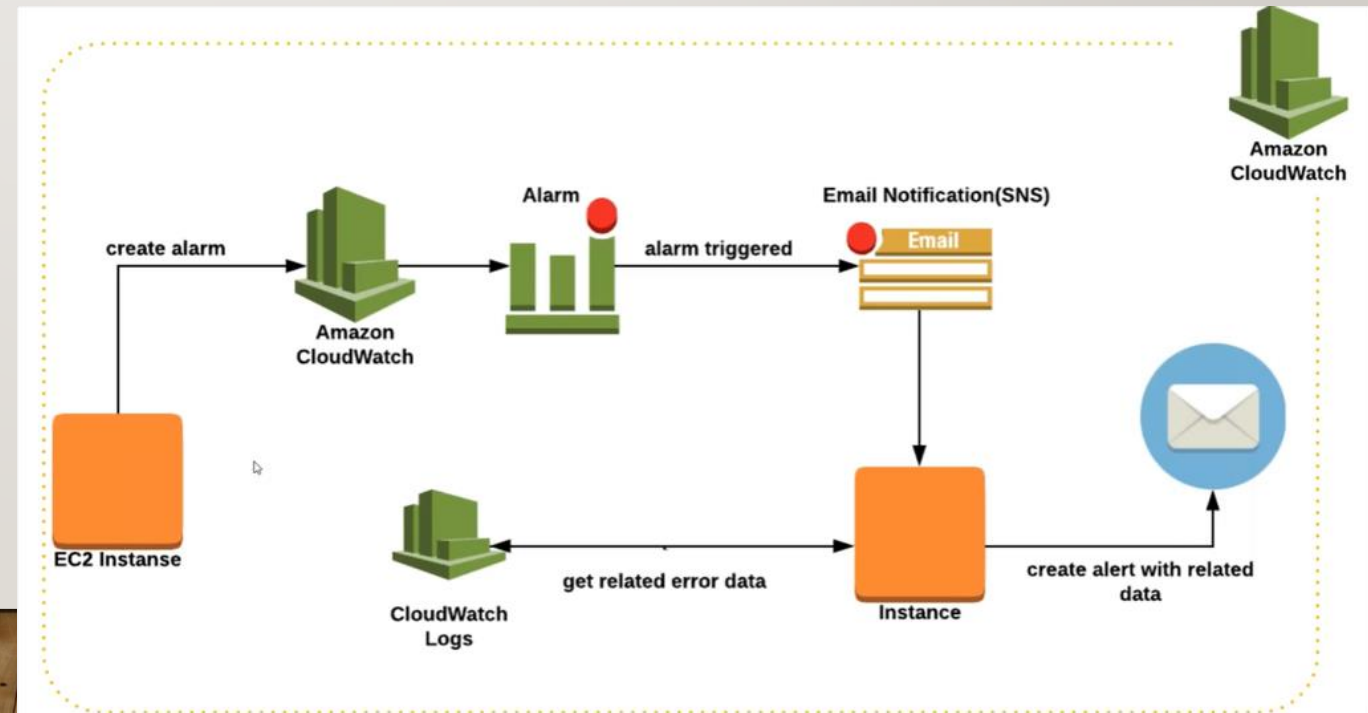 Amazon
CloudWatch
Alarm
Email Notification(SNS)
create alarm
alarm triggered
Email
Amazon
CloudWatch
EC2 Instanse
get related error data
create alert with related
data
CloudWatch
Logs
Instance